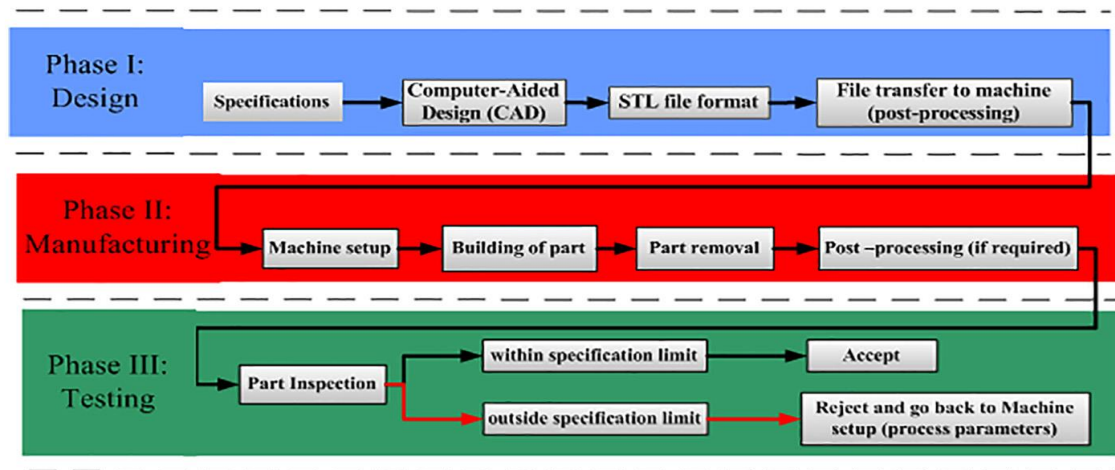 Phase I:
Design
Specifications
Computer-Aided
Design (CAD)
STL file format
File transfer to machine
(post-processing)
Phase II:
Manufacturing
Machine setup
Building of part
Part removal
Post –processing (if required)
Phase III:
Testing
Part Inspection
within specification limit
Accept
outside specification limit
Reject and go back to Machine
setup (process parameters)